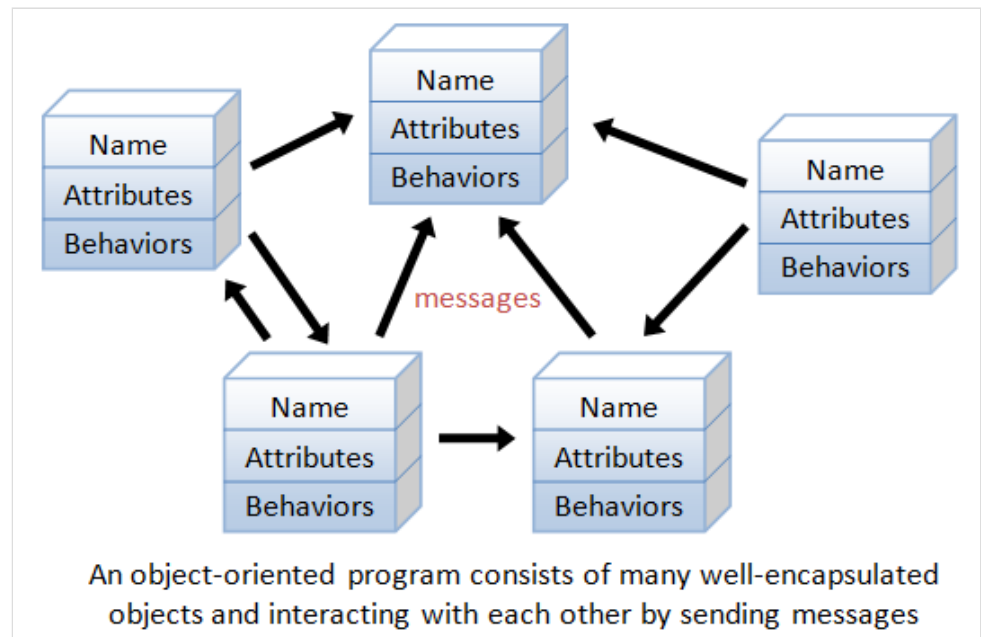 Name
Attributes
Behaviors
Name
Attributes
Behaviors
Name
Attributes
Behaviors
messages
Name
Attributes
Behaviors
Name
Attributes
Behaviors
An object-oriented program consists of many well-encapsulated
objects and interacting with each other by sending messages